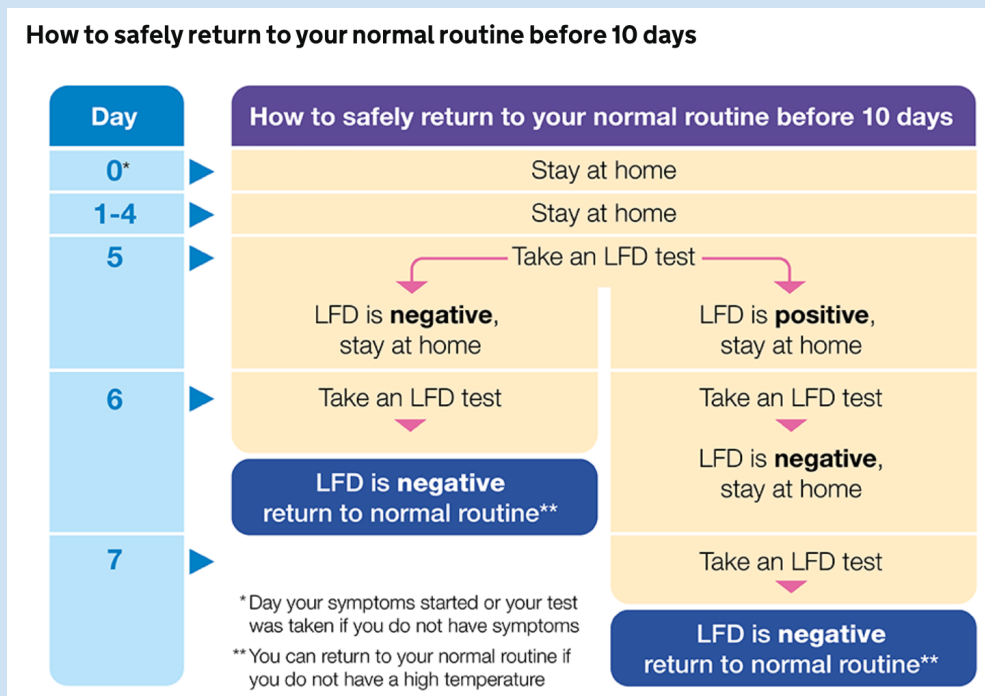 How to safely return to your normal routine before 10 days
Day
How to safely return to your normal routine before 10 days
0*
Stay at home
1-4
Stay at home
5
Take an LFD test
LFD is negative,
stay at home
LFD is positive,
stay at home
6
Take an LFD test
LFD is negative
return to normal routine**
Take an LFD test
LFD is negative,
stay at home
7
Take an LFD test
LFD is negative
return to normal routine**
*Day your symptoms started or your test
was taken if you do not have symptoms
**You can return to your normal routine if
you do not have a high temperature